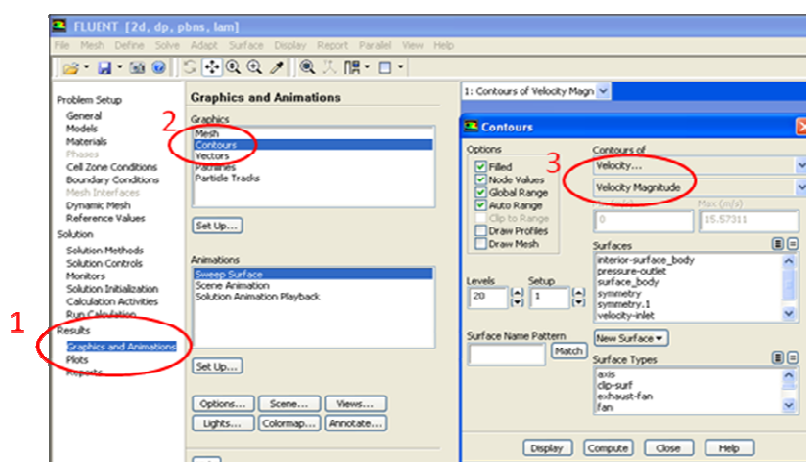 FLUENT [2d, dp, pbns, lam]
File Mesh Define Solve Adapt Surface Display Report Parallel View Help
Problem Setup
General
Models
Materials
Phases
Cell Zone Conditions
Boundary Conditions
Mesh Interfaces
Dynamic Mesh
Reference Values
Solution
Solution Methods
Solution Controls
Monitors
Solution Initialization
Calculation Activities
Run Calculation
1
Results
Graphics and Animations
Plots
Reports
Graphics and Animations
2
Graphics
Mesh
Contours
Vectors
Pathlines
Particle Tracks
Set Up...
Animations
Sweep Surface
Scene Animation
Solution Animation Playback
Set Up...
Options... Scene... Views...
Lights... Colormap... Annotate...
1: Contours of Velocity Magn
Contours
Options
Filled
Node Values
Global Range
Auto Range
Clip to Range
Draw Profiles
Draw Mesh
Levels Setup
20 1
Surface Name Pattern
Match
3
Contours of
Velocity...
Velocity Magnitude
Max (m/s)
0 15.57311
Surfaces
interior-surface_body
pressure-outlet
surface_body
symmetry
symmetry.1
velocity-inlet
New Surface
Surface Types
axis
clip-surf
exhaust-fan
fan
Display Compute Close Help